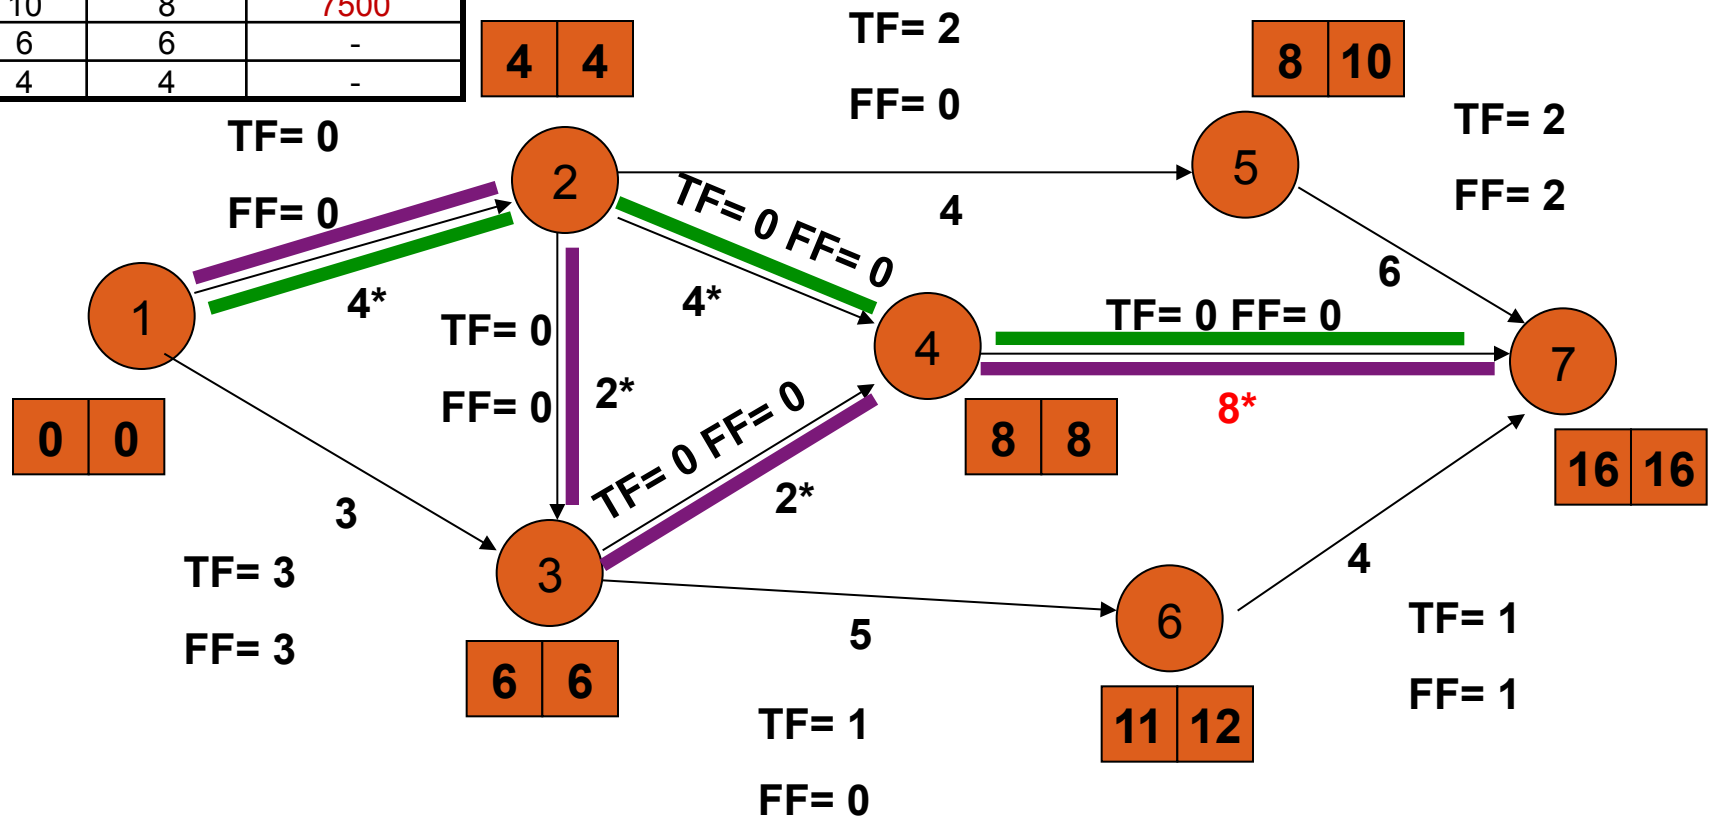 10 8 7500
6 6 -
4 4 -
4 4
TF= 2
FF= 0
8 10
TF= 2
FF= 2
TF= 0
FF= 0
2
5
4
TF= 0 FF= 0
6
1
4*
4*
TF= 0
FF= 0
2*
4
TF= 0 FF= 0
8*
7
0 0
8 8
16 16
TF= 0 FF= 0
2*
3
TF= 3
FF= 3
3
5
6
4
TF= 1
FF= 1
6 6
11 12
TF= 1
FF= 0